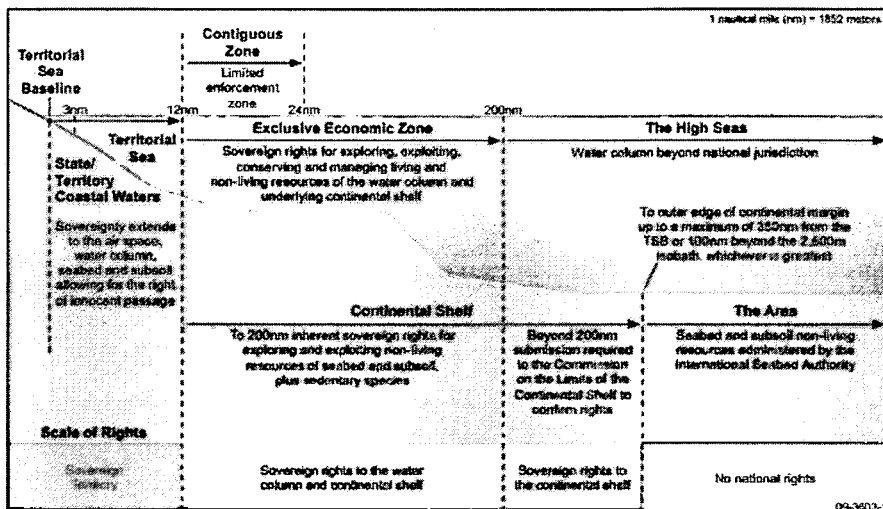 1 nautical mile (nm) = 1852 meters
Contiguous
Zone
Limited
enforcement
zone
Territorial
Sea
Baseline
3nm
12nm
24nm
200nm
Territorial
Sea
Exclusive Economic Zone
Sovereign rights for exploring, exploiting,
conserving and managing living and
non-living resources of the water column and
underlying continental shelf
The High Seas
Water column beyond national jurisdiction
State/
Territory
Coastal Waters
Sovereignty extends
to the air space,
water column,
seabed and subsoil
allowing for the right
of innocent passage
To outer edge of continental margin
up to a maximum of 350nm from the
TSB or 100nm beyond the 2,500m
isobath, whichever is greatest
Continental Shelf
To 200nm inherent sovereign rights for
exploring and exploiting non-living
resources of seabed and subsoil,
plus sedentary species
Beyond 200nm
submission required
to the Commission
on the Limits of the
Continental Shelf to
confirm rights
The Area
Seabed and subsoil non-living
resources administered by the
International Seabed Authority
Scale of Rights
Sovereign
Territory
Sovereign rights to the water
column and continental shelf
Sovereign rights to
the continental shelf
No national rights
09-3603-